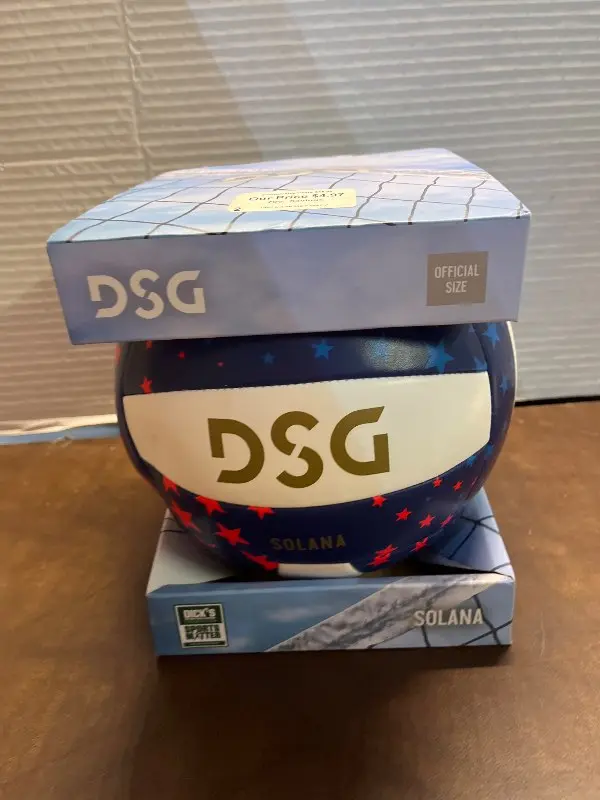 Our Price $4.97
DSG
OFFICIAL
SIZE
DSG
SOLANA
DICK'S
SPORTS
MATTER
SOLANA